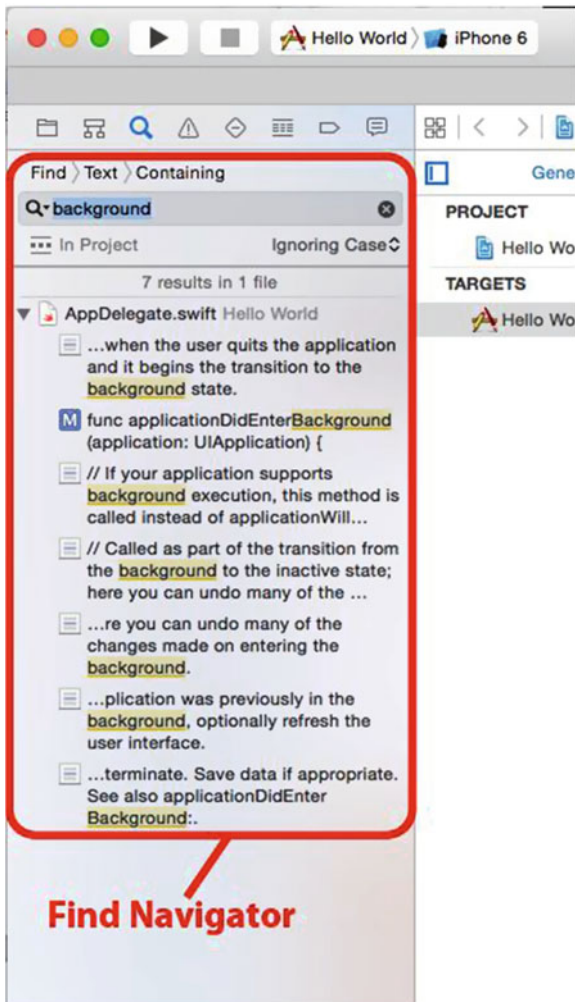 Hello World 〉 iPhone 6
Find 〉 Text 〉 Containing
background
In Project Ignoring Case
7 results in 1 file
AppDelegate.swift Hello World
...when the user quits the application
and it begins the transition to the
background state.
M func applicationDidEnterBackground
(application: UIApplication) {
// If your application supports
background execution, this method is
called instead of applicationWill...
// Called as part of the transition from
the background to the inactive state;
here you can undo many of the ...
...re you can undo many of the
changes made on entering the
background.
...plication was previously in the
background, optionally refresh the
user interface.
...terminate. Save data if appropriate.
See also applicationDidEnter
Background:.
Find Navigator
Gene
PROJECT
Hello Wo
TARGETS
Hello Wo